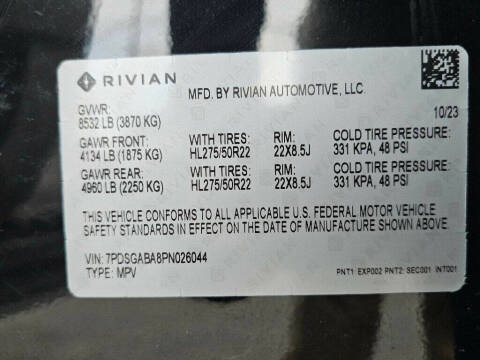 RIVIAN
MFD. BY RIVIAN AUTOMOTIVE, LLC.
GVWR:
8532 LB (3870 KG) 10/23
GAWR FRONT: WITH TIRES: RIM: COLD TIRE PRESSURE:
4134 LB (1875 KG) HL275/50R22 22X8.5J 331 KPA, 48 PSI
GAWR REAR: WITH TIRES: RIM: COLD TIRE PRESSURE:
4960 LB (2250 KG) HL275/50R22 22X8.5J 331 KPA, 48 PSI
THIS VEHICLE CONFORMS TO ALL APPLICABLE U.S. FEDERAL MOTOR VEHICLE
SAFETY STANDARDS IN EFFECT ON THE DATE OF MANUFACTURE SHOWN ABOVE.
VIN: 7PDSGABA8PN026044
TYPE: MPV
PNT1: EXP002 PNT2: SEC001 INT001